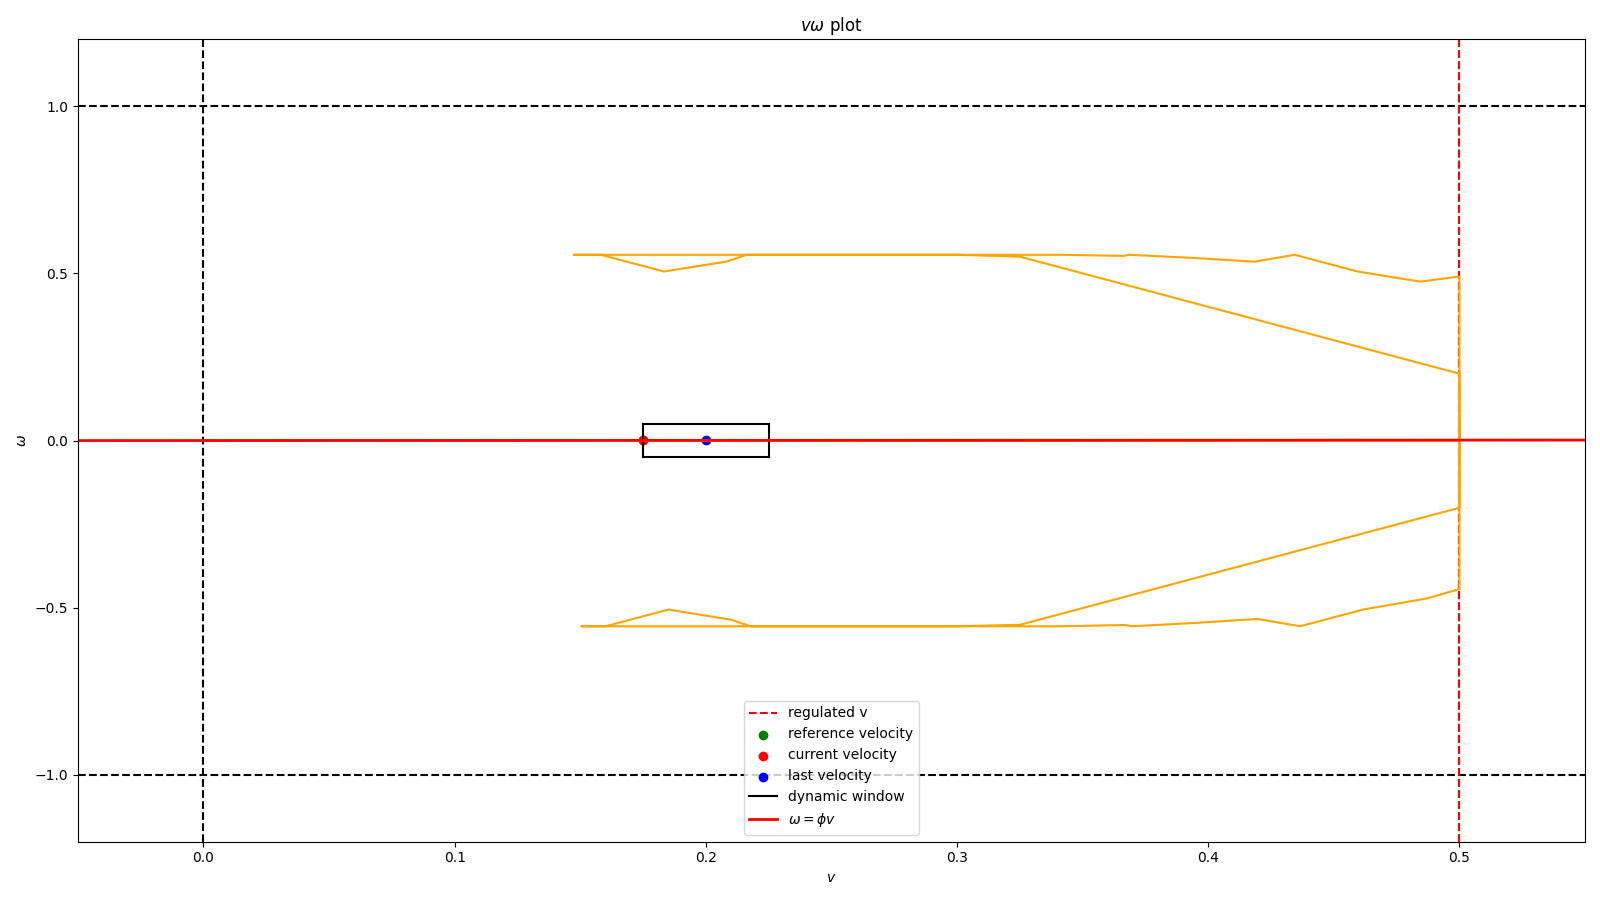 vω plot
ω
1.0
0.5
0.0
−0.5
−1.0
regulated v
reference velocity
current velocity
last velocity
dynamic window
ω = ϕv
0.0 0.1 0.2 0.3 0.4 0.5
v